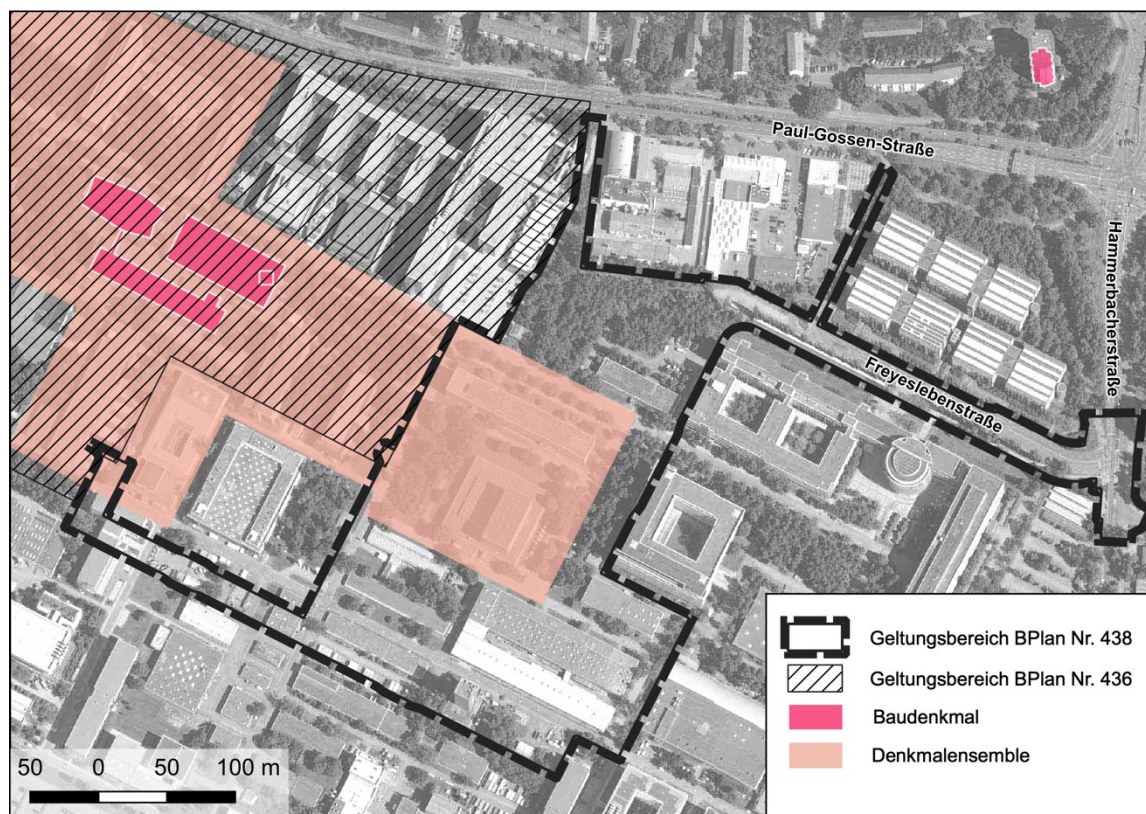 Paul-Gossen-Straße
Hammerbacherstraße
Freyeslebenstraße
Geltungsbereich BPlan Nr. 438
Geltungsbereich BPlan Nr. 436
Baudenkmal
Denkmalensemble
50 0 50 100 m